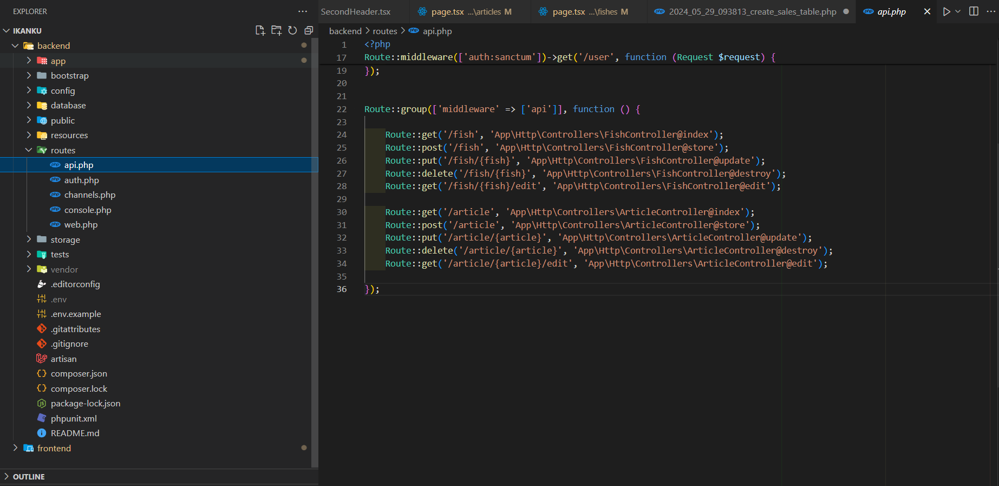 EXPLORER
IKANKU
backend
app
bootstrap
config
database
public
resources
routes
api.php
auth.php
channels.php
console.php
web.php
storage
tests
vendor
.editorconfig
.env
.env.example
.gitattributes
.gitignore
artisan
composer.json
composer.lock
package-lock.json
phpunit.xml
README.md
frontend
OUTLINE
SecondHeader.tsx
page.tsx ...\articles M
page.tsx ...\fishes M
2024_05_29_093813_create_sales_table.php
api.php
backend > routes > api.php
1 <?php
17 Route::middleware(['auth:sanctum'])->get('/user', function (Request $request) {
19 });
20
21
22 Route::group(['middleware' => ['api']], function () {
23
24 Route::get('/fish', 'App\Http\Controllers\FishController@index');
25 Route::post('/fish', 'App\Http\Controllers\FishController@store');
26 Route::put('/fish/{fish}', 'App\Http\Controllers\FishController@update');
27 Route::delete('/fish/{fish}', 'App\Http\Controllers\FishController@destroy');
28 Route::get('/fish/{fish}/edit', 'App\Http\Controllers\FishController@edit');
29
30 Route::get('/article', 'App\Http\Controllers\ArticleController@index');
31 Route::post('/article', 'App\Http\Controllers\ArticleController@store');
32 Route::put('/article/{article}', 'App\Http\Controllers\ArticleController@update');
33 Route::delete('/article/{article}', 'App\Http\Controllers\ArticleController@destroy');
34 Route::get('/article/{article}/edit', 'App\Http\Controllers\ArticleController@edit');
35
36 });